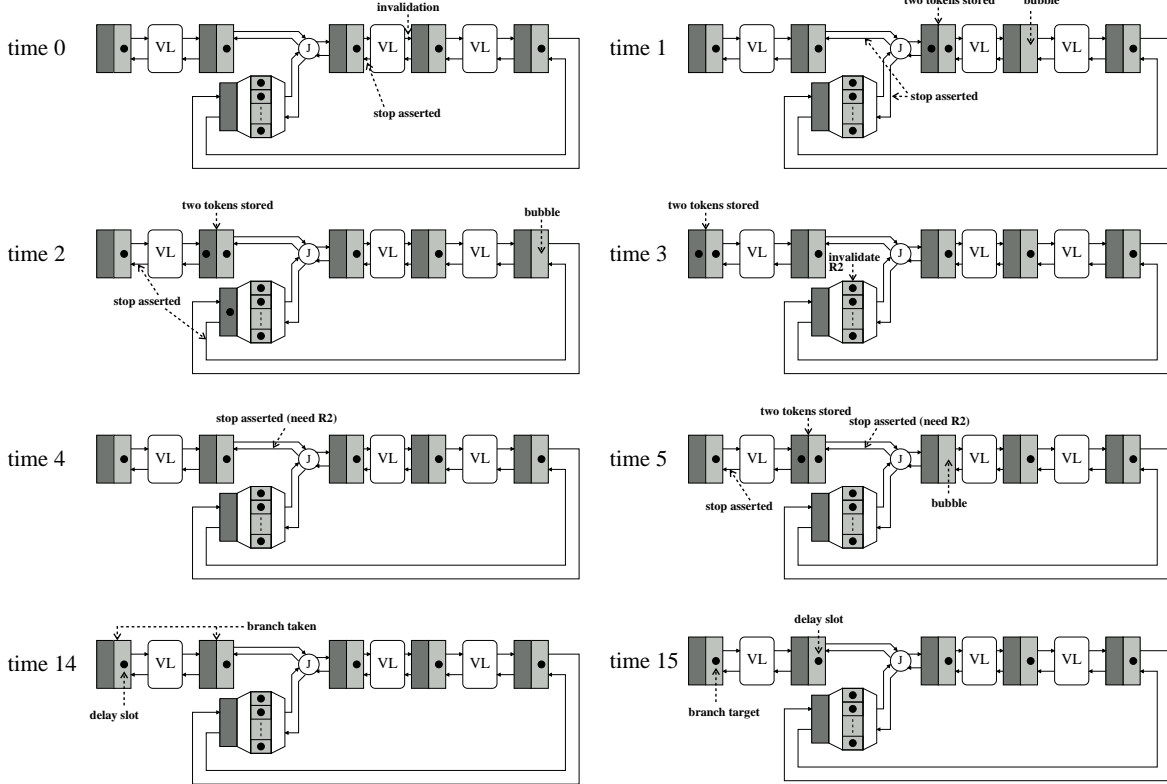 invalidation
time 0
VL
J
VL
VL
stop asserted
two tokens stored
bubble
time 1
VL
J
VL
VL
stop asserted
two tokens stored
bubble
time 2
VL
J
VL
VL
stop asserted
two tokens stored
time 3
VL
J
VL
VL
invalidate
R2
stop asserted (need R2)
time 4
VL
J
VL
VL
two tokens stored
stop asserted (need R2)
time 5
VL
J
VL
VL
stop asserted
bubble
branch taken
time 14
VL
J
VL
VL
delay slot
delay slot
time 15
VL
J
VL
VL
branch target